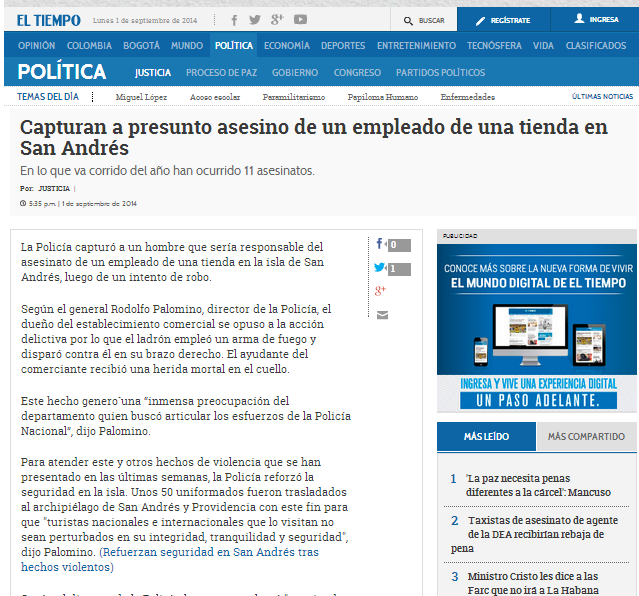 EL TIEMPO
Lunes 1 de septiembre de 2014
BUSCAR
REGÍSTRATE
INGRESA
OPINIÓN COLOMBIA BOGOTÁ MUNDO POLÍTICA ECONOMÍA DEPORTES ENTRETENIMIENTO TECNÓSFERA VIDA CLASIFICADOS
POLÍTICA JUSTICIA PROCESO DE PAZ GOBIERNO CONGRESO PARTIDOS POLÍTICOS
TEMAS DEL DÍA Miguel López Acoso escolar Paramilitarismo Papiloma Humano Enfermedades ÚLTIMAS NOTICIAS
Capturan a presunto asesino de un empleado de una tienda en
San Andrés
En lo que va corrido del año han ocurrido 11 asesinatos.
Por: JUSTICIA |
5:35 p.m. | 1 de septiembre de 2014
La Policía capturó a un hombre que sería responsable del
asesinato de un empleado de una tienda en la isla de San
Andrés, luego de un intento de robo.
Según el general Rodolfo Palomino, director de la Policía, el
dueño del establecimiento comercial se opuso a la acción
delictiva por lo que el ladrón empleó un arma de fuego y
disparó contra él en su brazo derecho. El ayudante del
comerciante recibió una herida mortal en el cuello.
Este hecho genero´una "inmensa preocupación del
departamento quien buscó articular los esfuerzos de la Policía
Nacional", dijo Palomino.
Para atender este y otros hechos de violencia que se han
presentado en las últimas semanas, la Policía reforzó la
seguridad en la isla. Unos 50 uniformados fueron trasladados
al archipiélago de San Andrés y Providencia con este fin para
que "turistas nacionales e internacionales que lo visitan no
sean perturbados en su integridad, tranquilidad y seguridad",
dijo Palomino. (Refuerzan seguridad en San Andrés tras
hechos violentos)
0
1
g+
PUBLICIDAD
CONOCE MÁS SOBRE LA NUEVA FORMA DE VIVIR
EL MUNDO DIGITAL DE EL TIEMPO
INGRESA Y VIVE UNA EXPERIENCIA DIGITAL
UN PASO ADELANTE.
MÁS LEÍDO MÁS COMPARTIDO
1 'La paz necesita penas
diferentes a la cárcel': Mancuso
2 Taxistas de asesinato de agente
de la DEA recibirían rebaja de
pena
3 Ministro Cristo les dice a las
Farc que no irá a La Habana